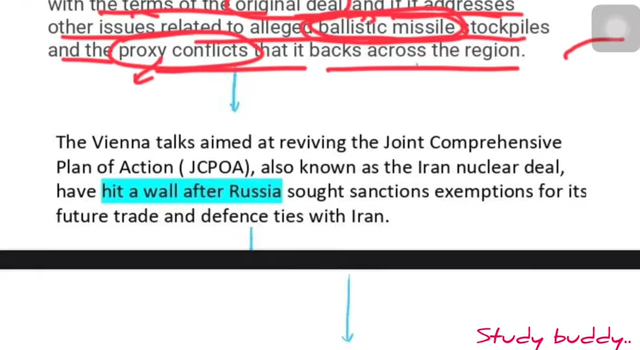 with the terms of the original deal and if it addresses
other issues related to alleged ballistic missile stockpiles
and the proxy conflicts that it backs across the region.
The Vienna talks aimed at reviving the Joint Comprehensive
Plan of Action ( JCPOA), also known as the Iran nuclear deal,
have hit a wall after Russia sought sanctions exemptions for its
future trade and defence ties with Iran.
Study buddy..